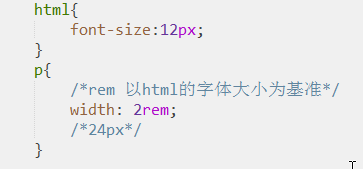 html{
font-size:12px;
}
p{
/*rem 以html的字体大小为基准*/
width: 2rem;
/*24px*/
}